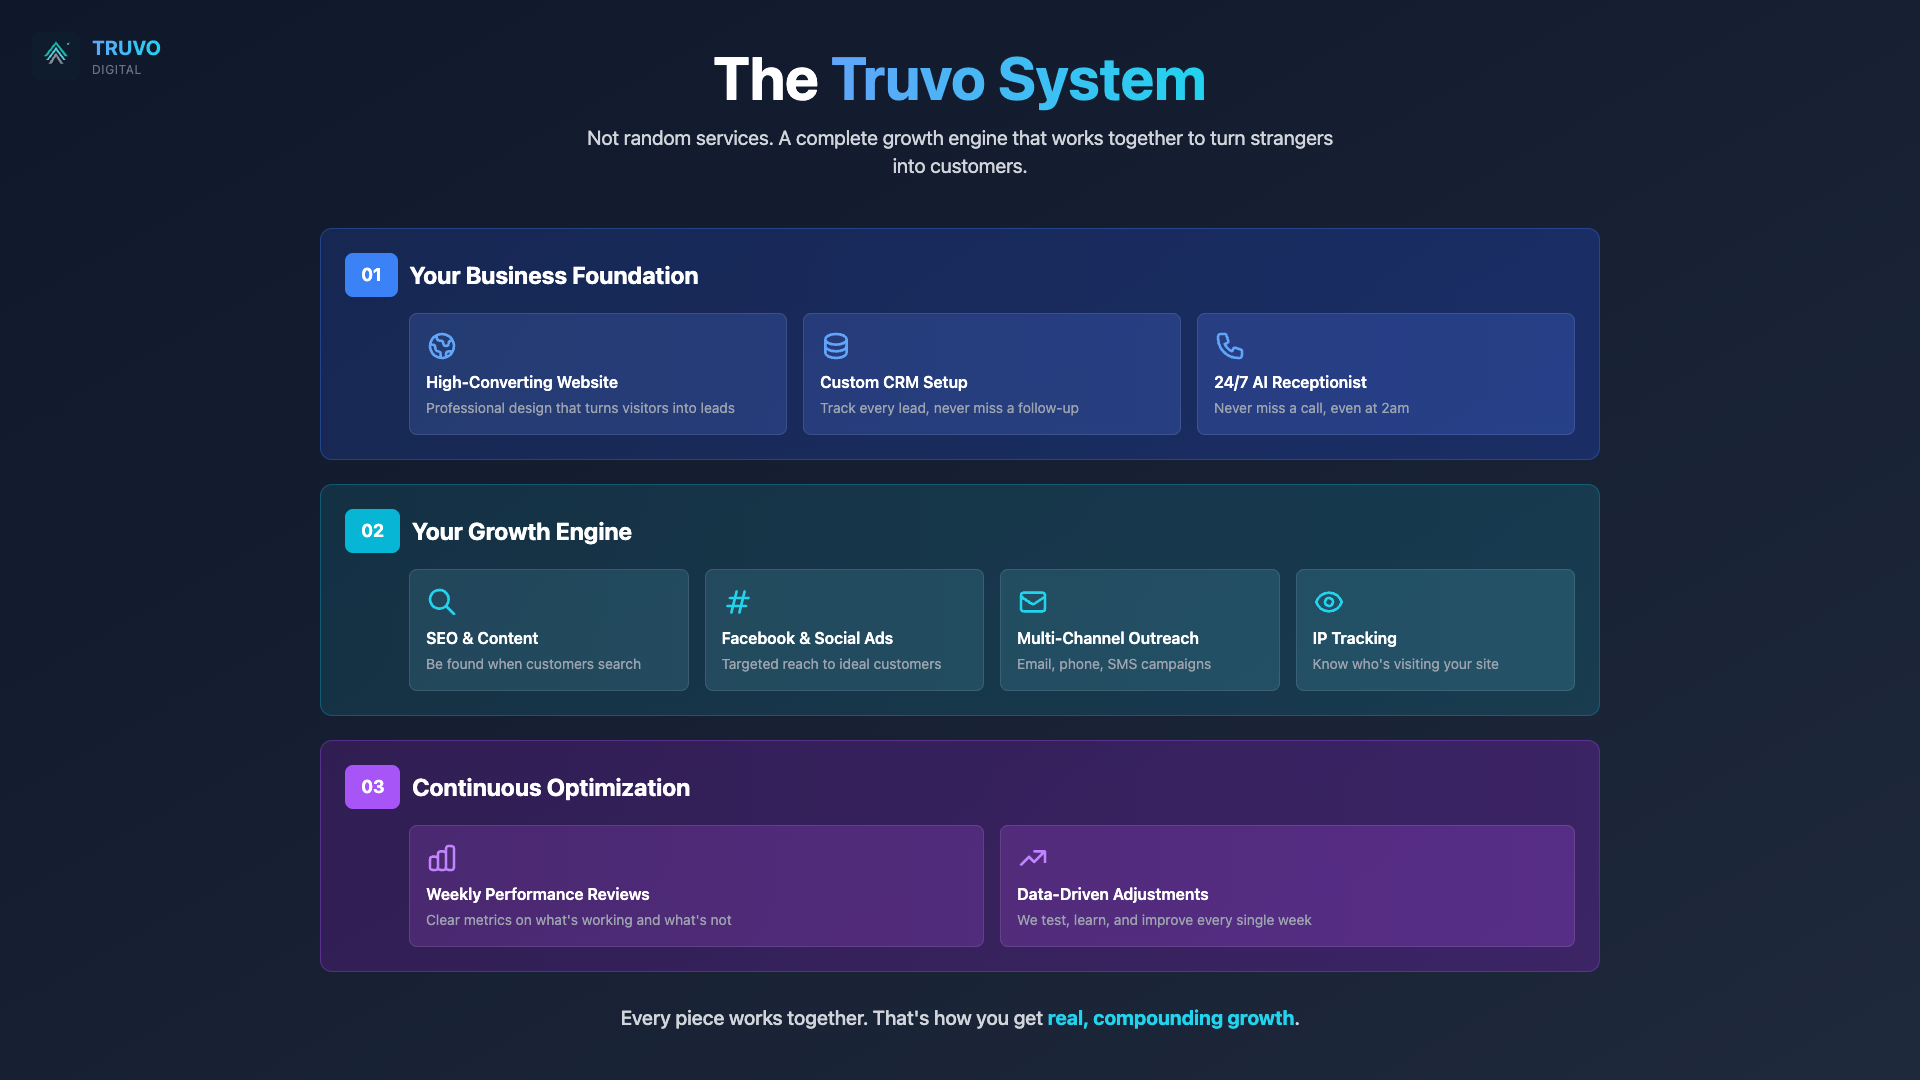 TRUVO
DIGITAL
The Truvo System
Not random services. A complete growth engine that works together to turn strangers
into customers.
01
Your Business Foundation
High-Converting Website
Professional design that turns visitors into leads
Custom CRM Setup
Track every lead, never miss a follow-up
24/7 AI Receptionist
Never miss a call, even at 2am
02
Your Growth Engine
SEO & Content
Be found when customers search
Facebook & Social Ads
Targeted reach to ideal customers
Multi-Channel Outreach
Email, phone, SMS campaigns
IP Tracking
Know who's visiting your site
03
Continuous Optimization
Weekly Performance Reviews
Clear metrics on what's working and what's not
Data-Driven Adjustments
We test, learn, and improve every single week
Every piece works together. That's how you get real, compounding growth.